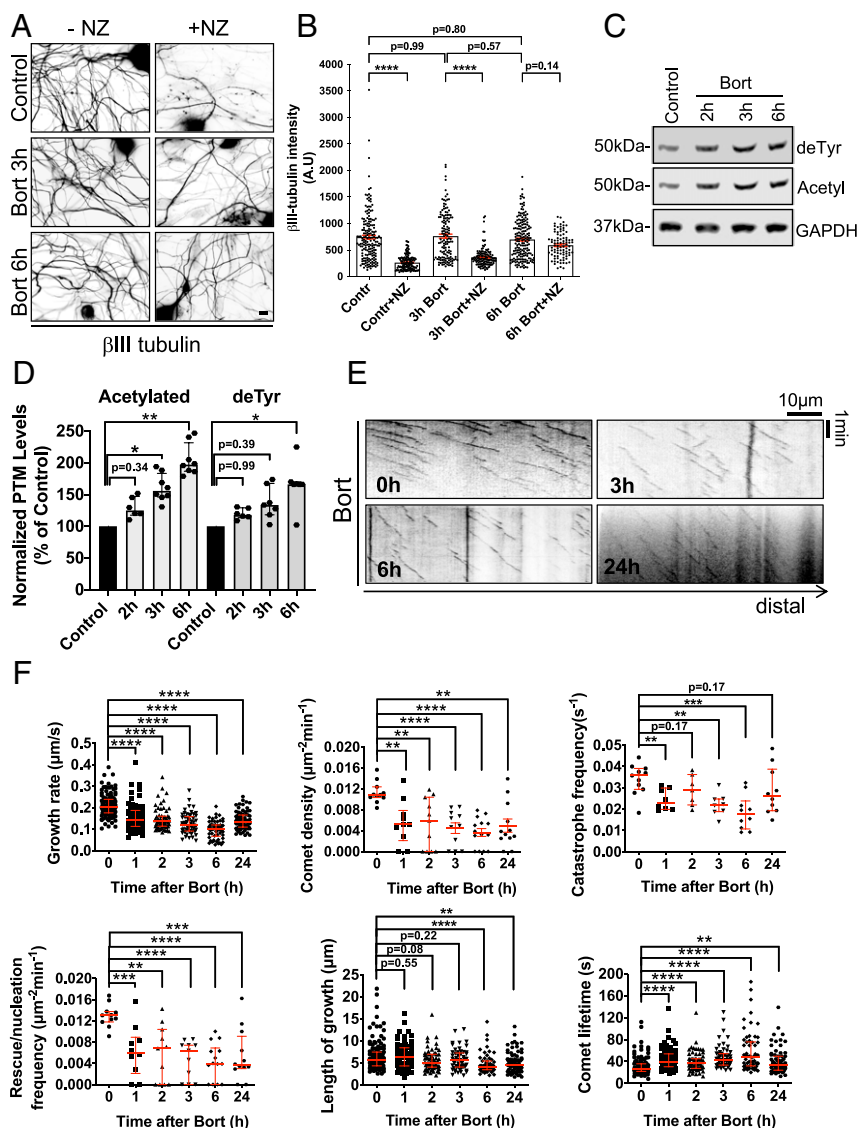 A
- NZ
+NZ
Control
Bort 3h
Bort 6h
βIII tubulin
B
p=0.80
p=0.99
p=0.57
****
****
p=0.14
βIII-tubulin intensity
(A.U)
4000
3500
3000
2500
2000
1500
1000
500
0
Contr
Contr+NZ
3h Bort
3h Bort+NZ
6h Bort
6h Bort+NZ
C
Control
Bort
2h
3h
6h
50kDa-
deTyr
50kDa-
Acetyl
37kDa-
GAPDH
D
Acetylated
deTyr
**
*
*
p=0.39
p=0.34
p=0.99
Normalized PTM Levels
(% of Control)
250
200
150
100
50
0
Control
2h
3h
6h
Control
2h
3h
6h
E
10µm
1min
Bort
0h
3h
6h
24h
distal
F
****
****
****
****
****
Growth rate (µm/s)
0.5
0.4
0.3
0.2
0.1
0.0
0 1 2 3 6 24
Time after Bort (h)
**
****
****
**
**
Comet density (µm-2min-1)
0.016
0.012
0.008
0.004
0.000
0 1 2 3 6 24
Time after Bort (h)
p=0.17
***
**
p=0.17
**
Catastrophe frequency(s-1)
0.05
0.04
0.03
0.02
0.01
0.00
0 1 2 3 6 24
Time after Bort (h)
***
****
****
**
***
Rescue/nucleation
frequency (µm-2min-1)
0.016
0.012
0.008
0.004
0.000
0 1 2 3 6 24
Time after Bort (h)
**
****
p=0.22
p=0.08
p=0.55
Length of growth (µm)
25
20
15
10
5
0
0 1 2 3 6 24
Time after Bort (h)
**
****
****
****
****
Comet lifetime (s)
200
160
120
80
40
0
0 1 2 3 6 24
Time after Bort (h)